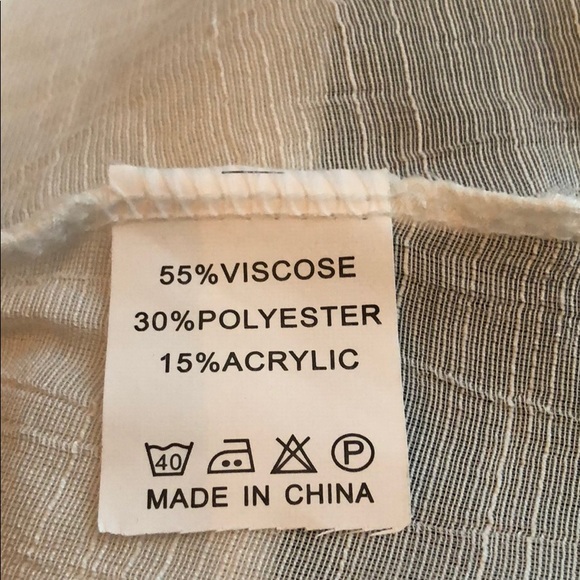 55%VISCOSE
30%POLYESTER
15%ACRYLIC
40 P
MADE IN CHINA